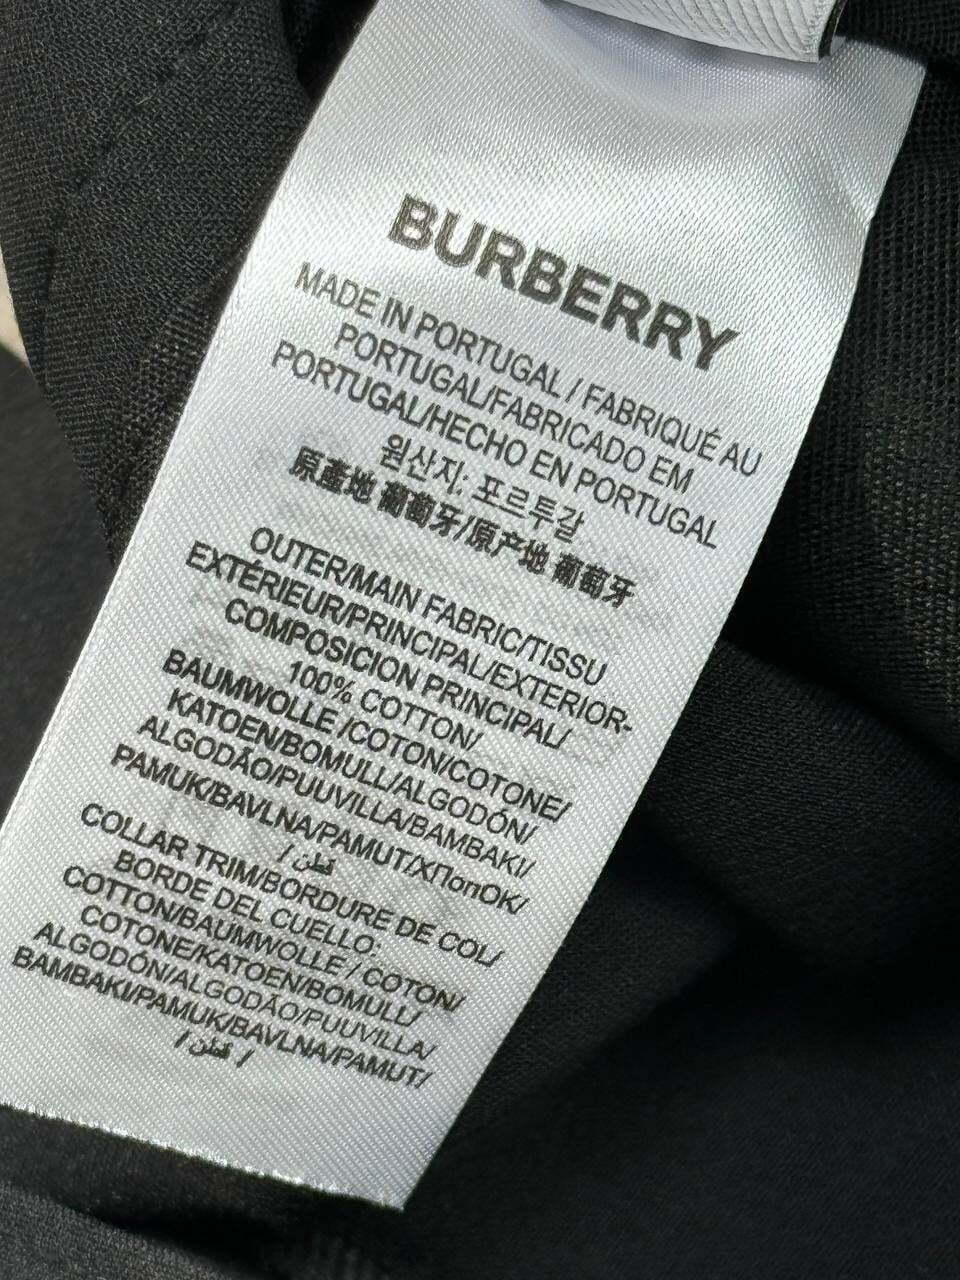 BURBERRY
MADE IN PORTUGAL / FABRIQUÉ AU
PORTUGAL/FABRICADO EM
PORTUGAL/HECHO EN PORTUGAL
원산지: 포르투갈
原產地 葡萄牙/原产地 葡萄牙
OUTER/MAIN FABRIC/TISSU
EXTÉRIEUR/PRINCIPAL/EXTERIOR-
COMPOSICION PRINCIPAL/
100% COTTON/
BAUMWOLLE /COTON/COTONE/
KATOEN/BOMULL/ALGODÓN/
ALGODÃO/PUUVILLA/BAMBAKI/
PAMUK/BAVLNA/PAMUT/ХПопОК/
/ قطن
COLLAR TRIM/BORDURE DE COL/
BORDE DEL CUELLO:
COTTON/BAUMWOLLE / COTON/
COTONE/KATOEN/BOMULL/
ALGODÓN/ALGODÃO/PUUVILLA/
BAMBAKI/PAMUK/BAVLNA/PAMUT/
/ قطن /